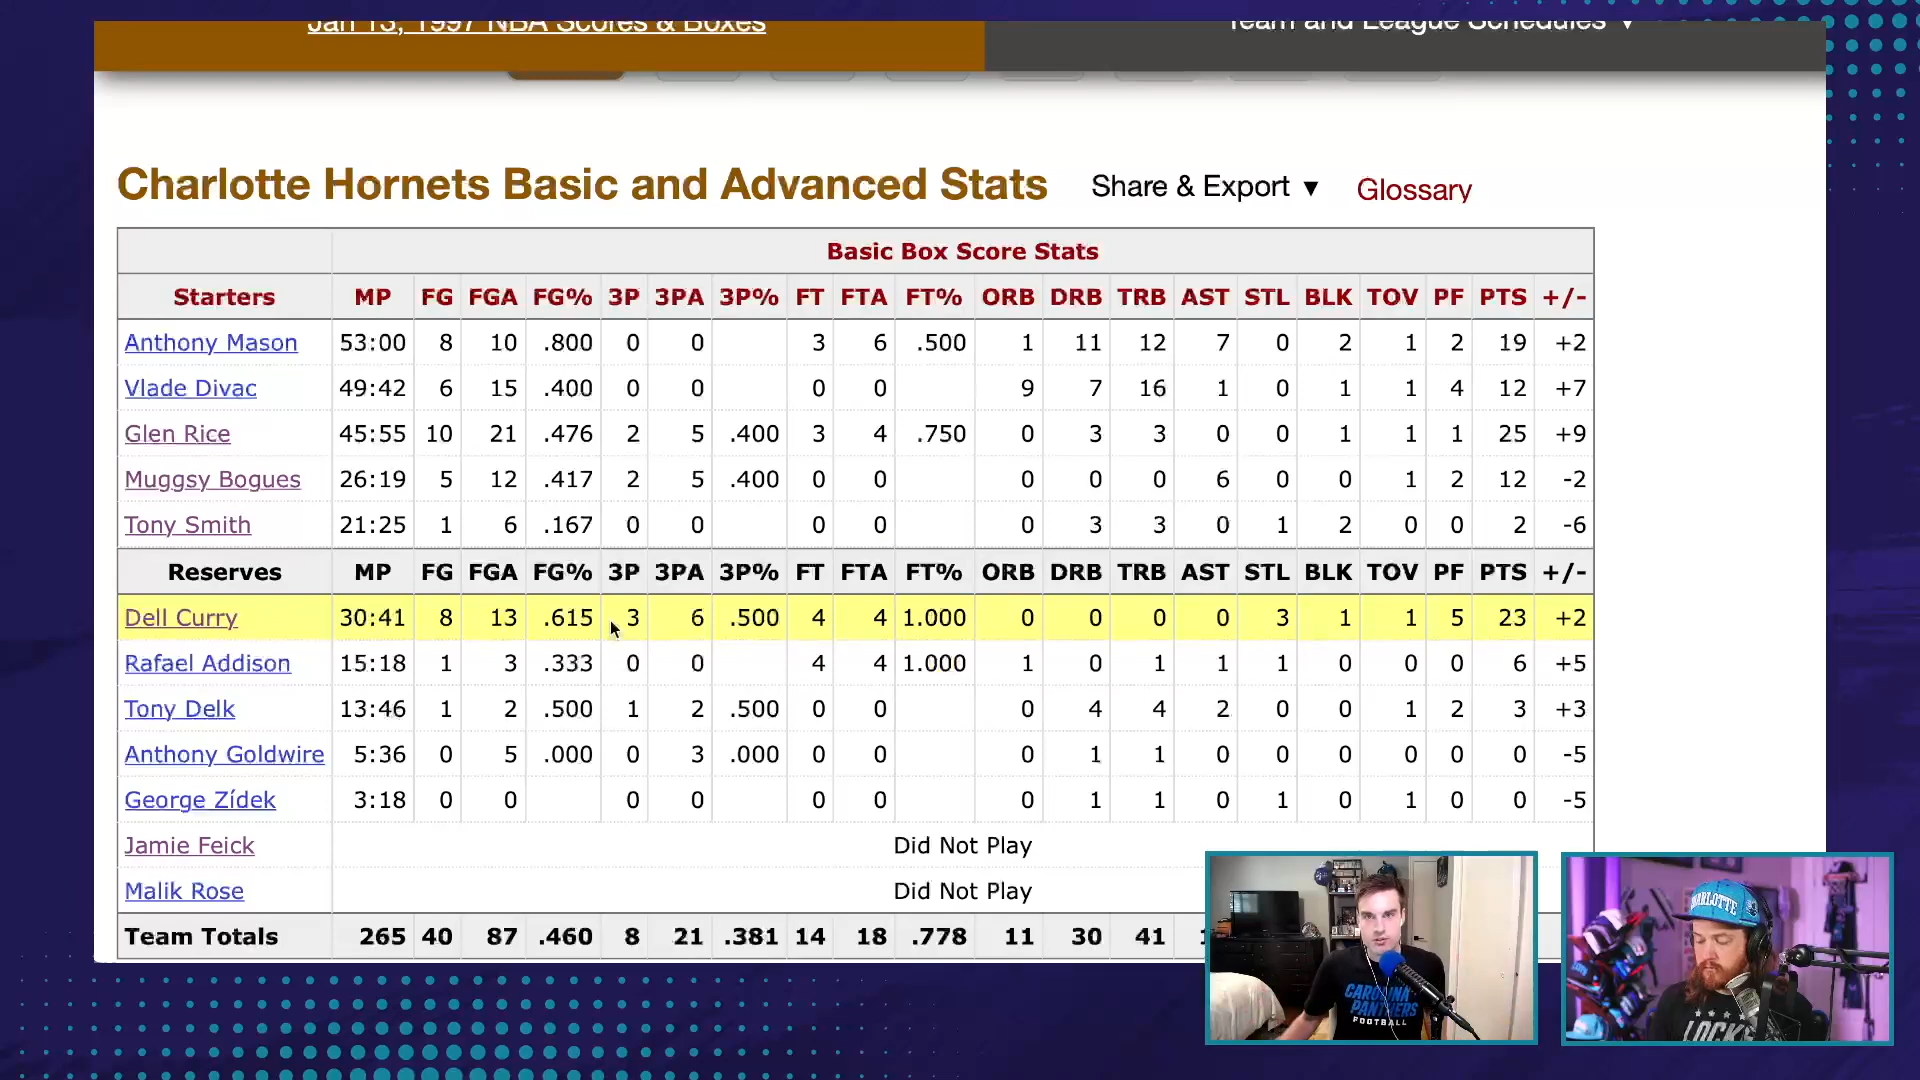 Jan 13, 1997 NBA Scores & Boxes
Team and League Schedules ▼
Charlotte Hornets Basic and Advanced Stats Share & Export ▼ Glossary
Basic Box Score Stats
Starters MP FG FGA FG% 3P 3PA 3P% FT FTA FT% ORB DRB TRB AST STL BLK TOV PF PTS +/-
Anthony Mason 53:00 8 10 .800 0 0 3 6 .500 1 11 12 7 0 2 1 2 19 +2
Vlade Divac 49:42 6 15 .400 0 0 0 0 9 7 16 1 0 1 1 4 12 +7
Glen Rice 45:55 10 21 .476 2 5 .400 3 4 .750 0 3 3 0 0 1 1 1 25 +9
Muggsy Bogues 26:19 5 12 .417 2 5 .400 0 0 0 0 0 6 0 0 1 2 12 -2
Tony Smith 21:25 1 6 .167 0 0 0 0 0 3 3 0 1 2 0 0 2 -6
Reserves MP FG FGA FG% 3P 3PA 3P% FT FTA FT% ORB DRB TRB AST STL BLK TOV PF PTS +/-
Dell Curry 30:41 8 13 .615 3 6 .500 4 4 1.000 0 0 0 0 3 1 1 5 23 +2
Rafael Addison 15:18 1 3 .333 0 0 4 4 1.000 1 0 1 1 1 0 0 0 6 +5
Tony Delk 13:46 1 2 .500 1 2 .500 0 0 0 4 4 2 0 0 1 2 3 +3
Anthony Goldwire 5:36 0 5 .000 0 3 .000 0 0 0 1 1 0 0 0 0 0 0 -5
George Zídek 3:18 0 0 0 0 0 0 0 1 1 0 1 0 1 0 0 -5
Jamie Feick Did Not Play
Malik Rose Did Not Play
Team Totals 265 40 87 .460 8 21 .381 14 18 .778 11 30 41
CAROLINA
PANTHERS
FOOTBALL
CHARLOTTE